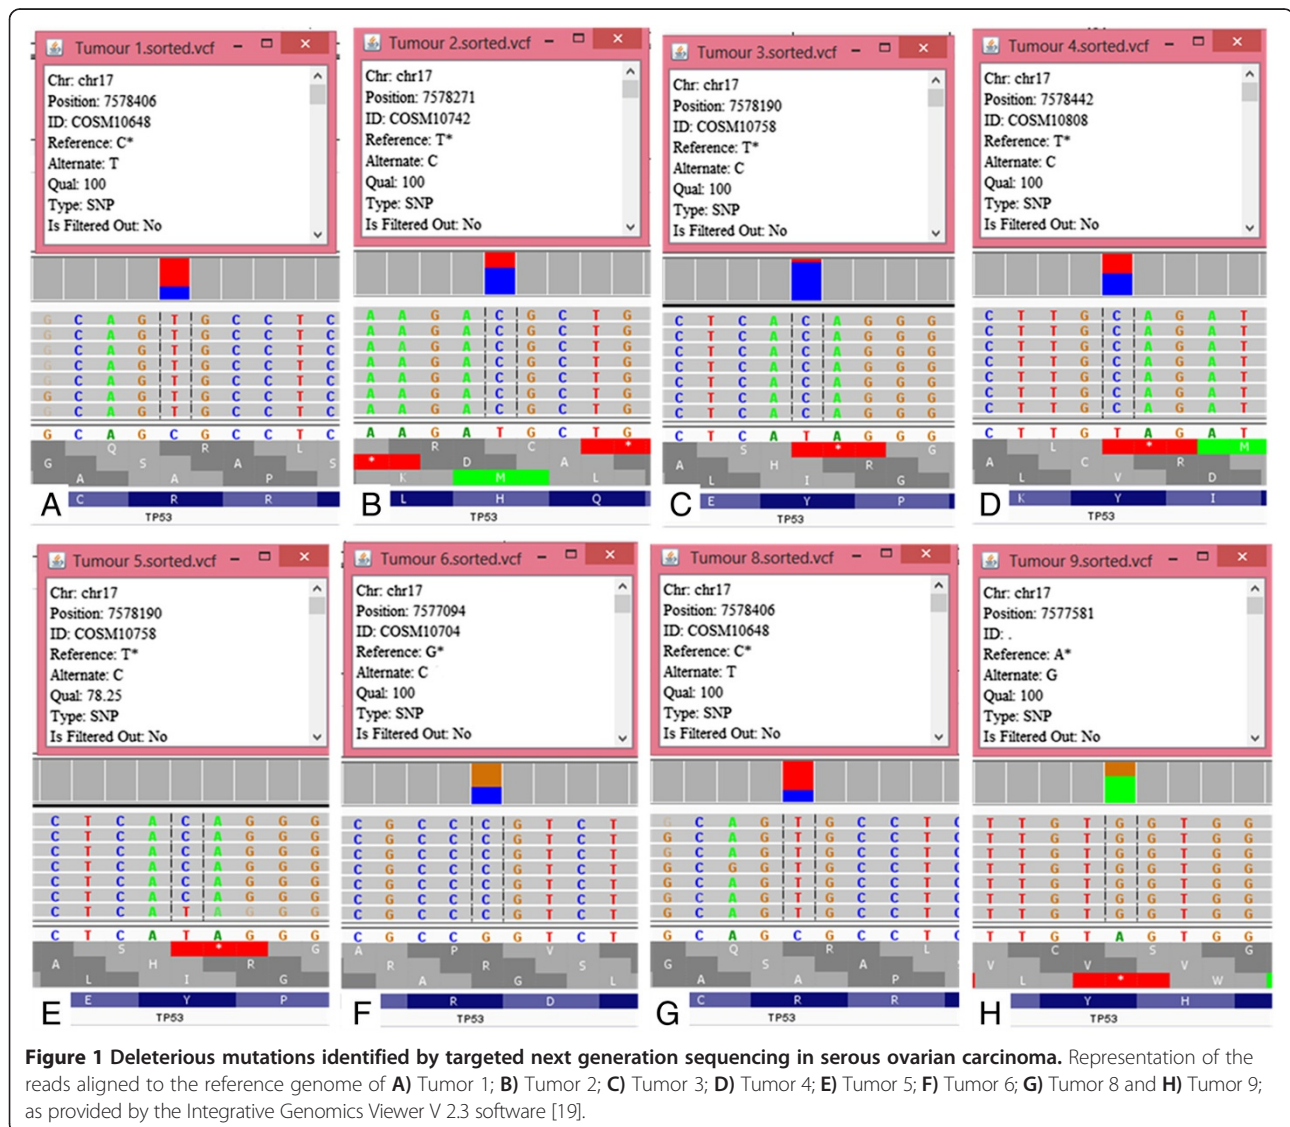 Tumour 1.sorted.vcf
Chr: chr17
Position: 7578406
ID: COSM10648
Reference: C*
Alternate: T
Qual: 100
Type: SNP
Is Filtered Out: No
G C A G T G C C T C
G C A G T G C C T C
G C A G T G C C T C
G C A G T G C C T C
G C A G T G C C T C
G C A G T G C C T C
G C A G T G C C T C
G C A G C G C C T C
Q R L
G S A S
A A P
C R R
A
TP53
Tumour 2.sorted.vcf
Chr: chr17
Position: 7578271
ID: COSM10742
Reference: T*
Alternate: C
Qual: 100
Type: SNP
Is Filtered Out: No
A A G A C G C T G
A A G A C G C T G
A A G A C G C T G
A A G A C G C T G
A A G A C G C T G
A A G A C G C T G
A A G A C G C T G
A A G A T G C T G
R C *
* D A
K M L
L H Q
B
TP53
Tumour 3.sorted.vcf
Chr: chr17
Position: 7578190
ID: COSM10758
Reference: T*
Alternate: C
Qual: 100
Type: SNP
Is Filtered Out: No
C T C A C A G G G
C T C A C A G G G
C T C A C A G G G
C T C A C A G G G
C T C A C A G G G
C T C A C A G G G
C T C A C A G G G
C T C A T A G G G
S * G
A H R
L I G
E Y P
C
TP53
Tumour 4.sorted.vcf
Chr: chr17
Position: 7578442
ID: COSM10808
Reference: T*
Alternate: C
Qual: 100
Type: SNP
Is Filtered Out: No
C T T G C A G A T
C T T G C A G A T
C T T G C A G A T
C T T G C A G A T
C T T G C A G A T
C T T G C A G A T
C T T G C A G A T
C T T G T A G A T
L * M
A C R
L V D
K Y I
D
TP53
Tumour 5.sorted.vcf
Chr: chr17
Position: 7578190
ID: COSM10758
Reference: T*
Alternate: C
Qual: 78.25
Type: SNP
Is Filtered Out: No
C T C A C A G G G
C T C A C A G G G
C T C A C A G G G
C T C A C A G G G
C T C A C A G G G
C T C A C A G G G
C T C A T A G G G
C T C A T A G G G
S * G
A H R
L I G
E Y P
E
TP53
Tumour 6.sorted.vcf
Chr: chr17
Position: 7577094
ID: COSM10704
Reference: G*
Alternate: C
Qual: 100
Type: SNP
Is Filtered Out: No
C G C C C G T C T
C G C C C G T C T
C G C C C G T C T
C G C C C G T C T
C G C C C G T C T
C G C C C G T C T
C G C C C G T C T
C G C C G G T C T
A P V
R R S
A G L
R D
F
TP53
Tumour 8.sorted.vcf
Chr: chr17
Position: 7578406
ID: COSM10648
Reference: C*
Alternate: T
Qual: 100
Type: SNP
Is Filtered Out: No
G C A G T G C C T C
G C A G T G C C T C
G C A G T G C C T C
G C G G T G C C T C
G C A G T G C C T C
G C A G T G C C T C
G C A G T G C C T C
G C A G C G C C T C
Q R L
G S A S
A A P
C R R
G
TP53
Tumour 9.sorted.vcf
Chr: chr17
Position: 7577581
ID: .
Reference: A*
Alternate: G
Qual: 100
Type: SNP
Is Filtered Out: No
T T G T G G T G G
T T G T G G T G G
T T G T G G T G G
T T G T G G T G G
T T G T G G T G G
T T G T G G T G G
T T G T G G T G G
T T G T A G T G G
C S G
V V V
L * W
Y H
H
TP53
Figure 1 Deleterious mutations identified by targeted next generation sequencing in serous ovarian carcinoma. Representation of the
reads aligned to the reference genome of A) Tumor 1; B) Tumor 2; C) Tumor 3; D) Tumor 4; E) Tumor 5; F) Tumor 6; G) Tumor 8 and H) Tumor 9;
as provided by the Integrative Genomics Viewer V 2.3 software [19].